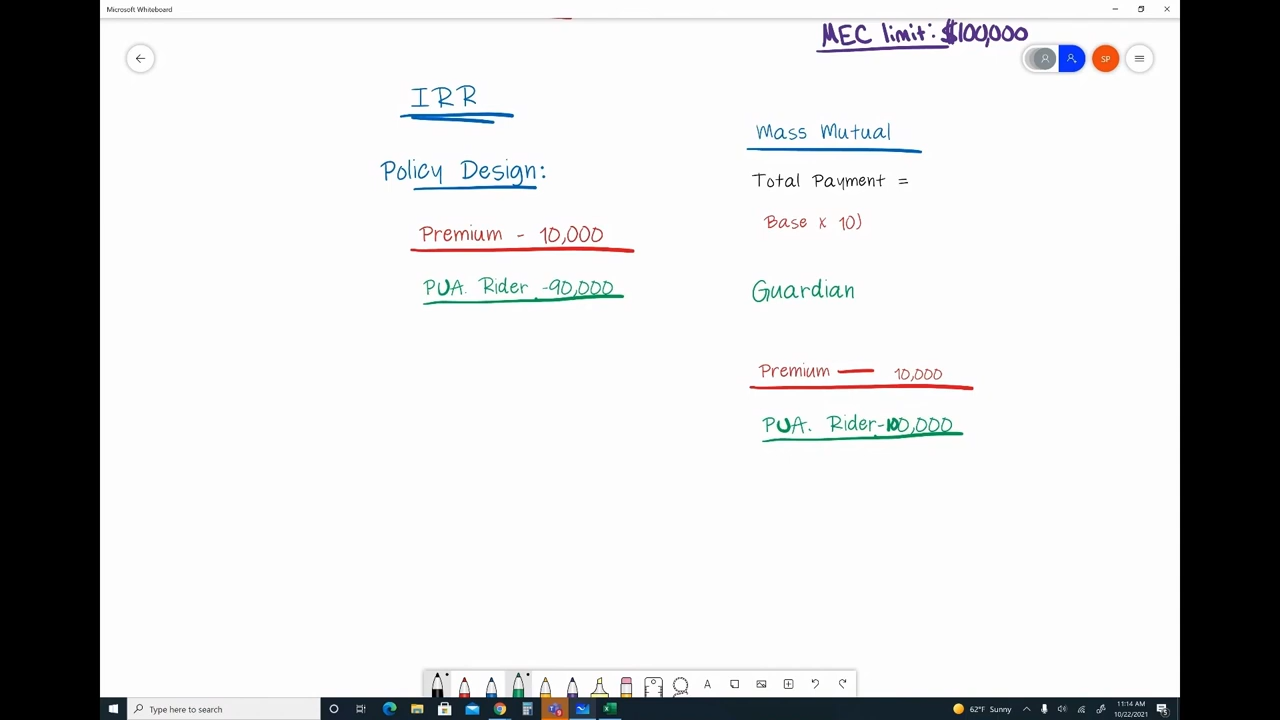 Microsoft Whiteboard
MEC limit: $100,000
SP
IRR
Policy Design:
Premium - 10,000
PUA. Rider -90,000
Mass Mutual
Total Payment =
Base x 10)
Guardian
Premium — 10,000
PUA. Rider-100,000
A
Type here to search
62°F Sunny
11:14 AM
10/22/2021
5